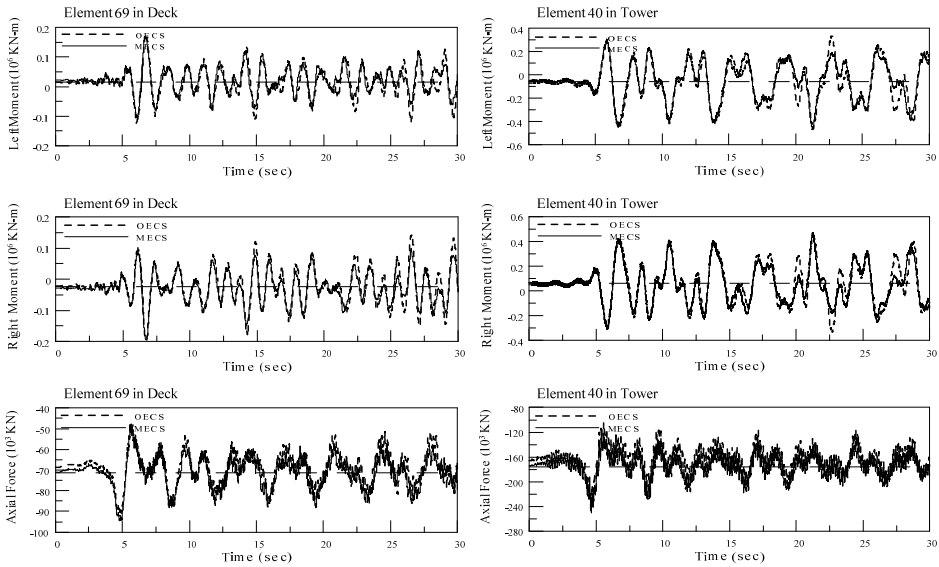 Element 69 in Deck
Left Moment (10⁶ KN-m)
0.2
0.1
0
-0.1
-0.2
OECS
MECS
0 5 10 15 20 25 30
Time (sec)
Element 40 in Tower
Left Moment (10⁶ KN-m)
0.4
0.2
0
-0.2
-0.4
-0.6
OECS
MECS
0 5 10 15 20 25 30
Time (sec)
Element 69 in Deck
Right Moment (10⁶ KN-m)
0.2
0.1
0
-0.1
-0.2
OECS
MECS
0 5 10 15 20 25 30
Time (sec)
Element 40 in Tower
Right Moment (10⁶ KN-m)
0.6
0.4
0.2
0
-0.2
-0.4
OECS
MECS
0 5 10 15 20 25 30
Time (sec)
Element 69 in Deck
Axial Force (10³ KN)
-40
-50
-60
-70
-80
-90
-100
OECS
MECS
0 5 10 15 20 25 30
Time (sec)
Element 40 in Tower
Axial Force (10³ KN)
-80
-120
-160
-200
-240
-280
OECS
MECS
0 5 10 15 20 25 30
Time (sec)